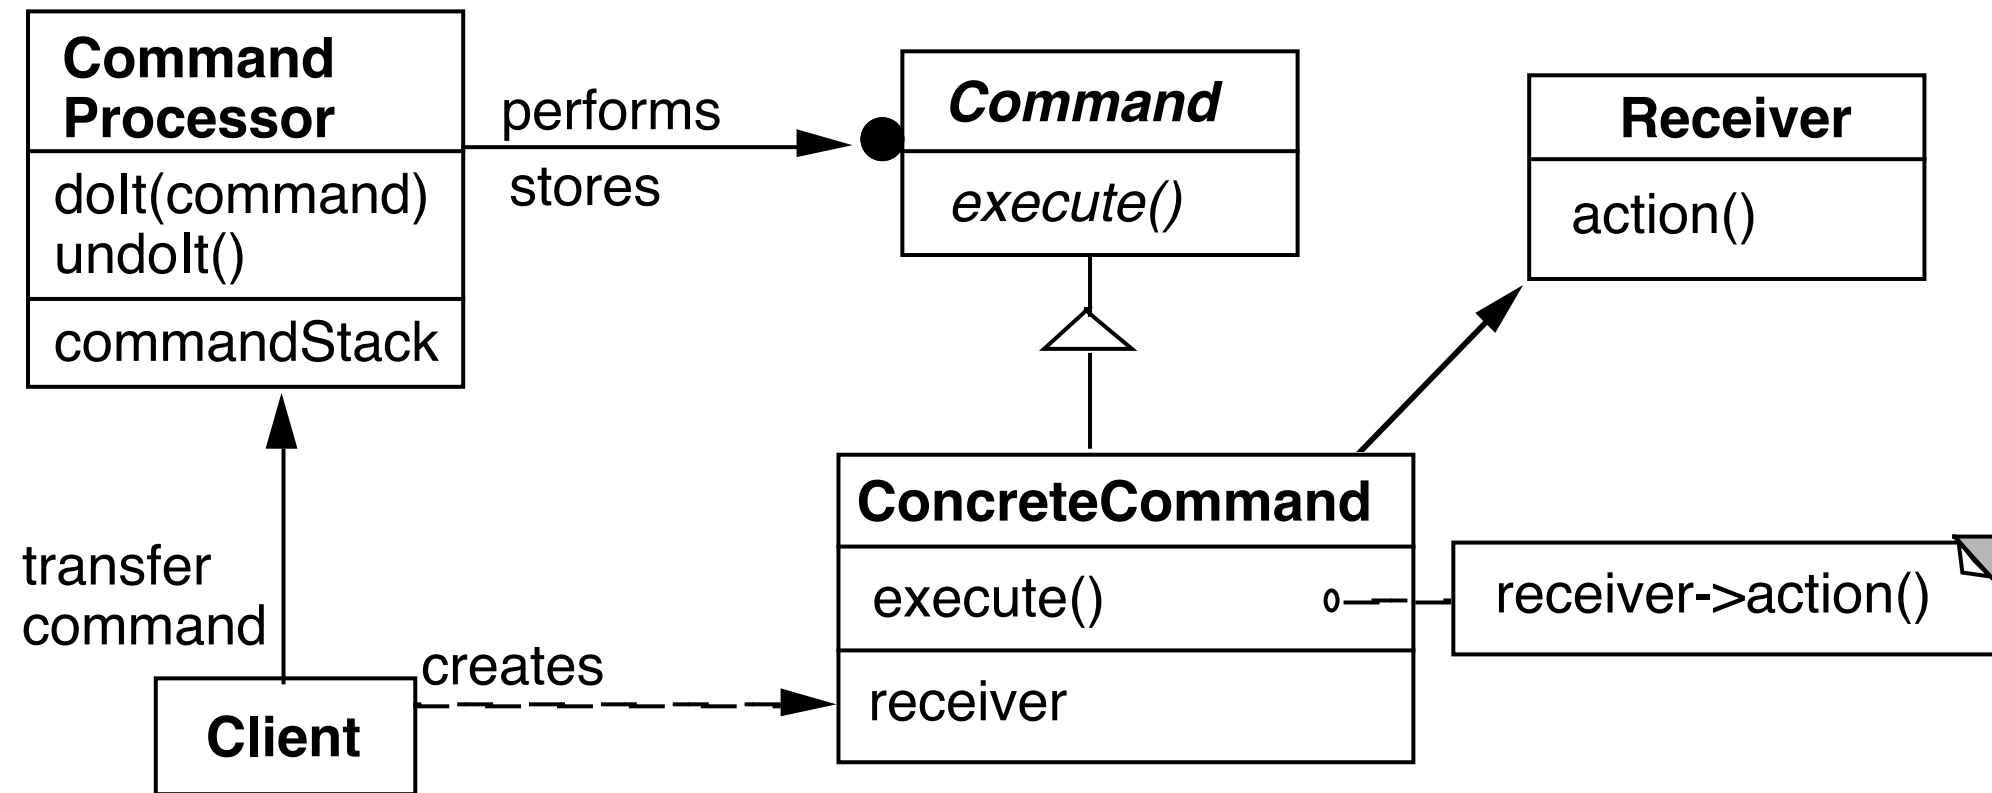 Command
Processor
doIt(command)
undoIt()
commandStack
performs
stores
Command
execute()
Receiver
action()
transfer
command
Client
creates
ConcreteCommand
execute()
receiver
receiver->action()